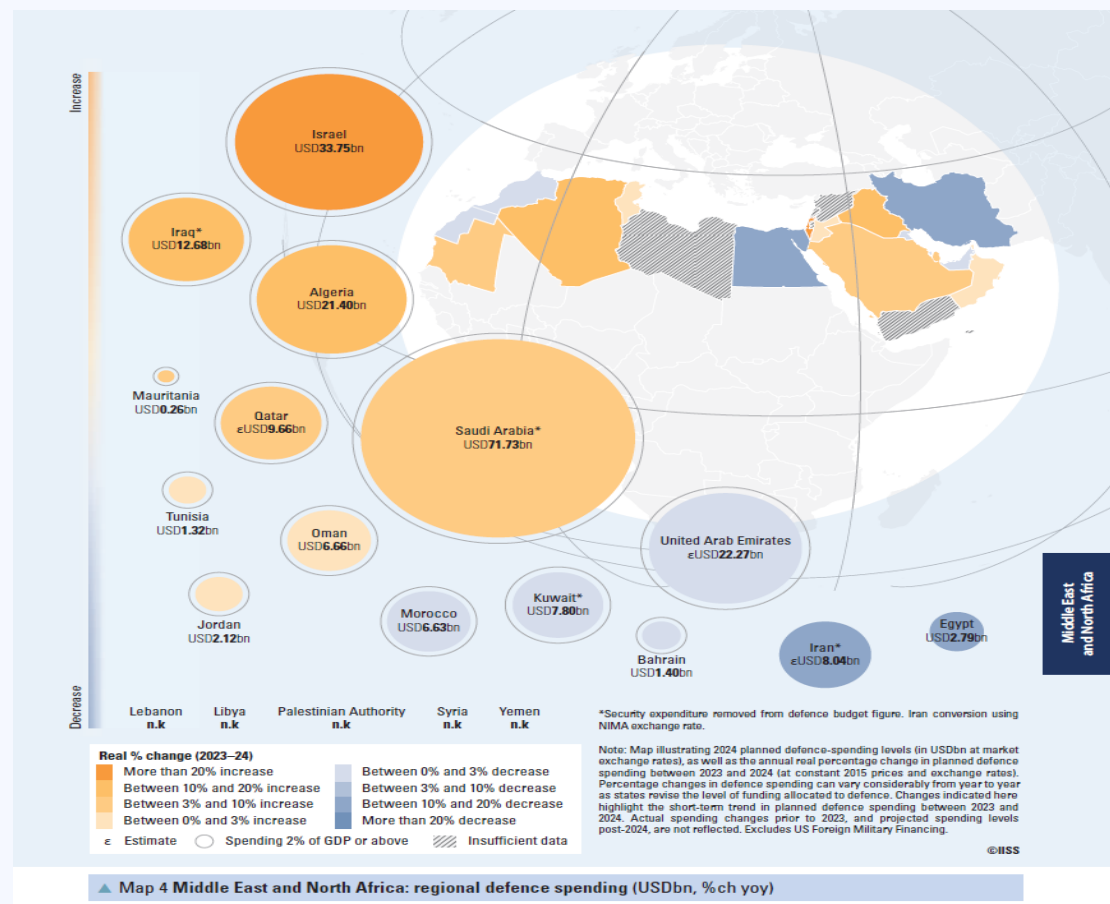 Increase
Israel
USD33.75bn
Iraq*
USD12.68bn
Algeria
USD21.40bn
Mauritania
USD0.26bn
Qatar
εUSD9.66bn
Saudi Arabia*
USD71.73bn
Tunisia
USD1.32bn
Oman
USD6.66bn
United Arab Emirates
εUSD22.27bn
Jordan
USD2.12bn
Morocco
USD6.63bn
Kuwait*
USD7.80bn
Bahrain
USD1.40bn
Iran*
εUSD8.04bn
Egypt
USD2.79bn
Middle East
and North Africa
Decrease
Lebanon
n.k
Libya
n.k
Palestinian Authority
n.k
Syria
n.k
Yemen
n.k
*Security expenditure removed from defence budget figure. Iran conversion using
NIMA exchange rate.
Real % change (2023–24)
More than 20% increase
Between 10% and 20% increase
Between 3% and 10% increase
Between 0% and 3% increase
Between 0% and 3% decrease
Between 3% and 10% decrease
Between 10% and 20% decrease
More than 20% decrease
ε Estimate
Spending 2% of GDP or above
Insufficient data
Note: Map illustrating 2024 planned defence-spending levels (in USDbn at market
exchange rates), as well as the annual real percentage change in planned defence
spending between 2023 and 2024 (at constant 2015 prices and exchange rates).
Percentage changes in defence spending can vary considerably from year to year
as states revise the level of funding allocated to defence. Changes indicated here
highlight the short-term trend in planned defence spending between 2023 and
2024. Actual spending changes prior to 2023, and projected spending levels
post-2024, are not reflected. Excludes US Foreign Military Financing.
©IISS
Map 4 Middle East and North Africa: regional defence spending (USDbn, %ch yoy)